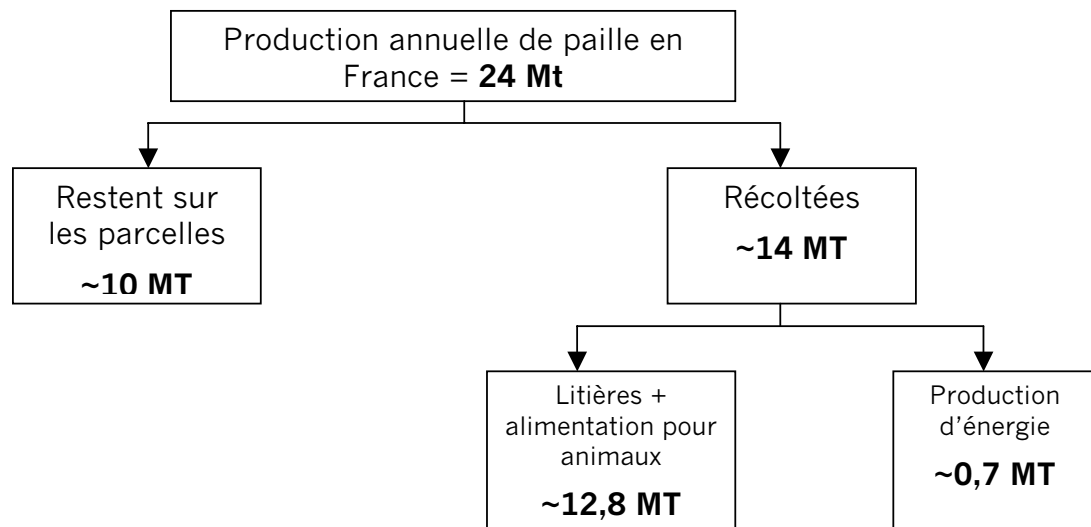 Production annuelle de paille en
France = 24 Mt
Restent sur
les parcelles
~10 MT
Récoltées
~14 MT
Litières +
alimentation pour
animaux
~12,8 MT
Production
d'énergie
~0,7 MT